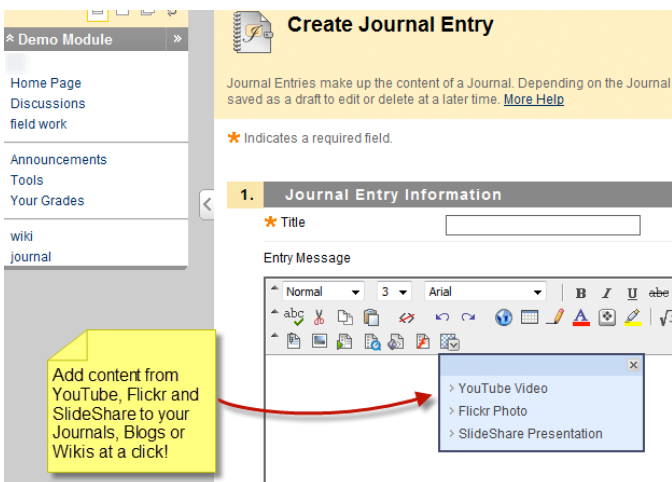 Create Journal Entry
Demo Module
Home Page
Discussions
field work
Announcements
Tools
Your Grades
wiki
journal
Journal Entries make up the content of a Journal. Depending on the Journal
saved as a draft to edit or delete at a later time. More Help
Indicates a required field.
1. Journal Entry Information
Title
Entry Message
Normal 3 Arial B I U abc
abc
YouTube Video
Flickr Photo
SlideShare Presentation
Add content from
YouTube, Flickr and
SlideShare to your
Journals, Blogs or
Wikis at a click!